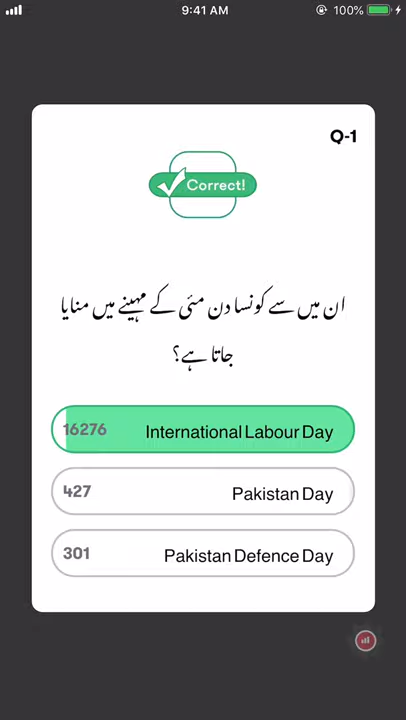 9:41 AM
100%
Q-1
Correct!
ان میں سے کونسا دن مئی کے مہینے میں منایا
جاتا ہے؟
16276 International Labour Day
427 Pakistan Day
301 Pakistan Defence Day